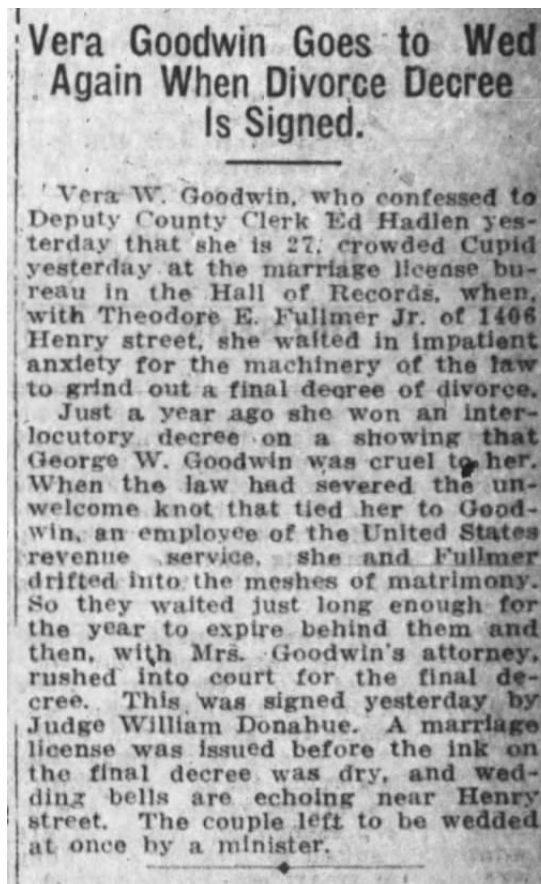 Vera Goodwin Goes to Wed
Again When Divorce Decree
Is Signed.
Vera W. Goodwin, who confessed to
Deputy County Clerk Ed Hadlen yes-
terday that she is 27, crowded Cupid
yesterday at the marriage license bu-
reau in the Hall of Records, when,
with Theodore E. Fullmer Jr. of 1406
Henry street, she waited in impatient
anxiety for the machinery of the law
to grind out a final decree of divorce.
Just a year ago she won an inter-
locutory decree on a showing that
George W. Goodwin was cruel to her.
When the law had severed the un-
welcome knot that tied her to Good-
win, an employee of the United States
revenue service, she and Fullmer
drifted into the meshes of matrimony.
So they waited just long enough for
the year to expire behind them and
then, with Mrs. Goodwin's attorney,
rushed into court for the final de-
cree. This was signed yesterday by
Judge William Donahue. A marriage
license was issued before the ink on
the final decree was dry, and wed-
ding bells are echoing near Henry
street. The couple left to be wedded
at once by a minister.